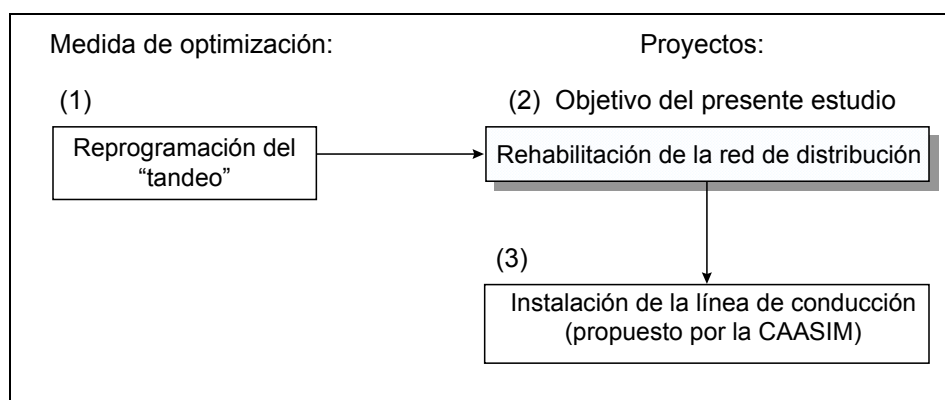 Medida de optimización:
Proyectos:
(1)
(2) Objetivo del presente estudio
Reprogramación del
“tandeo”
Rehabilitación de la red de distribución
(3)
Instalación de la línea de conducción
(propuesto por la CAASIM)